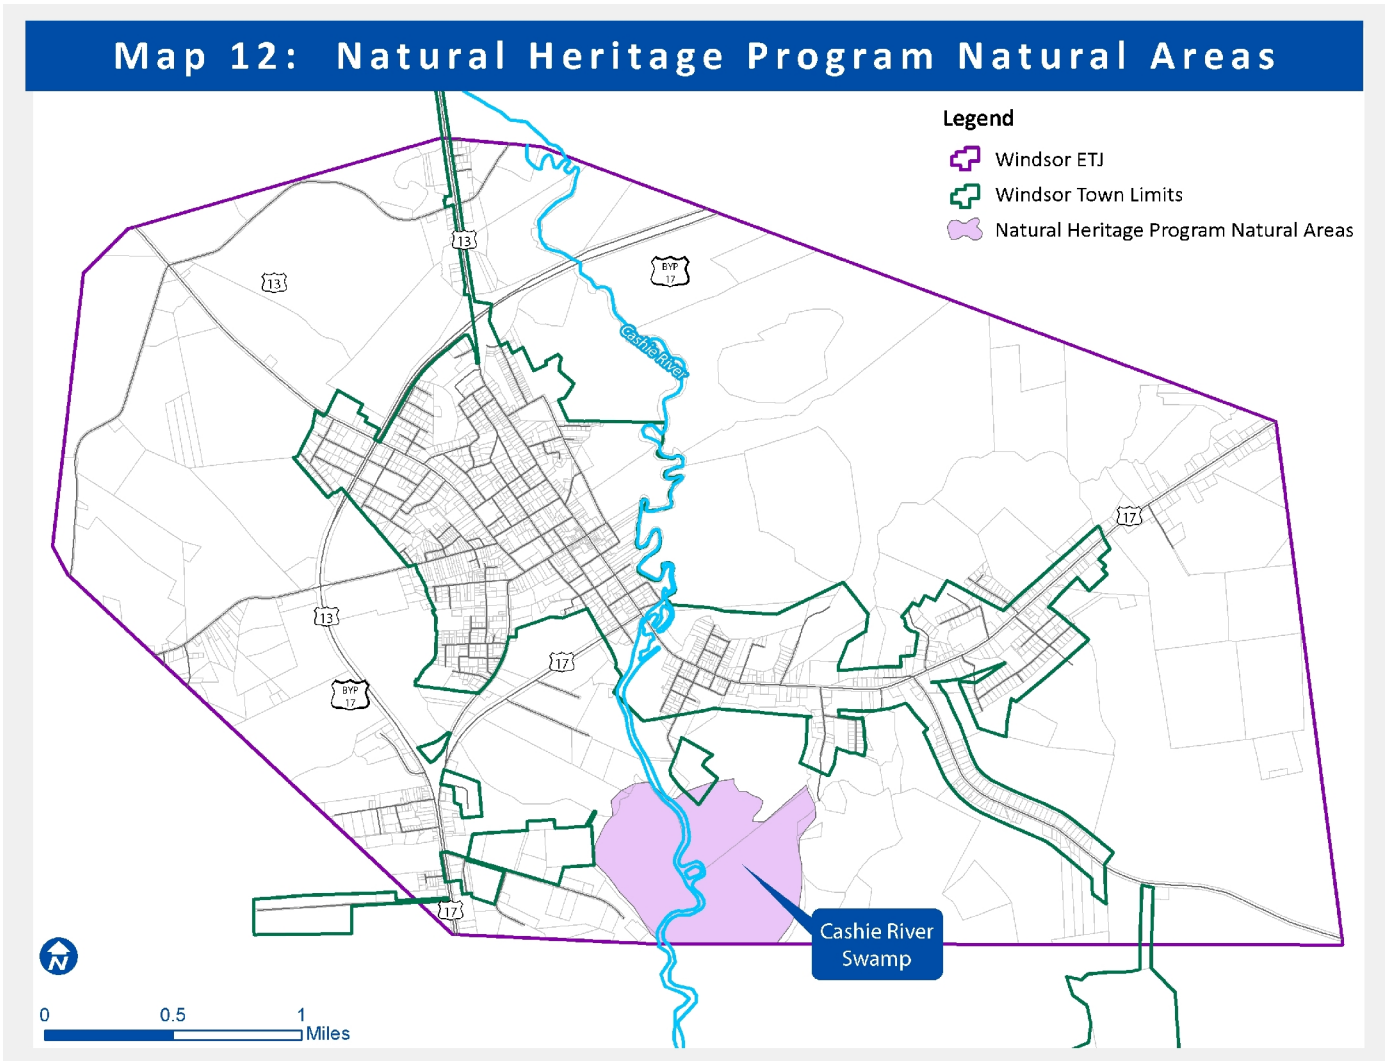 Map 12: Natural Heritage Program Natural Areas
Legend
Windsor ETJ
Windsor Town Limits
Natural Heritage Program Natural Areas
13
BYP
17
13
Cashie River
17
13
17
BYP
17
17
Cashie River
Swamp
N
0 0.5 1
Miles